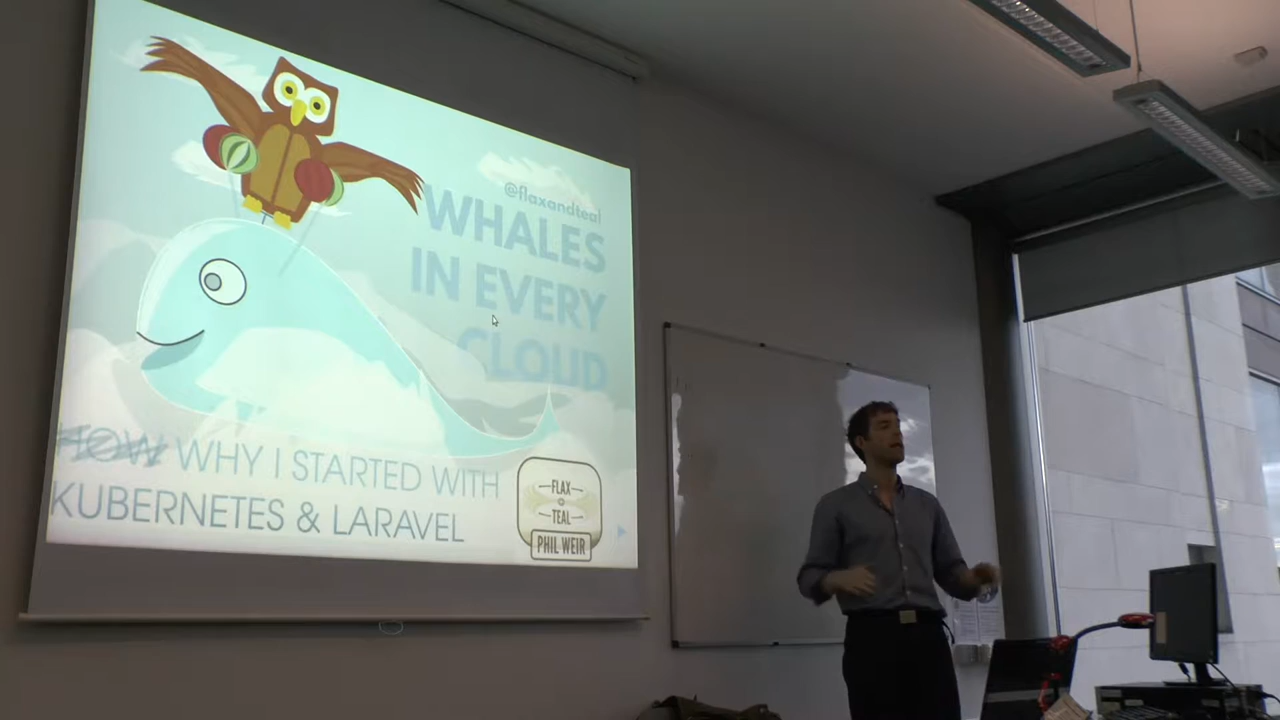 @flaxandteal
WHALES
IN EVERY
CLOUD
HOW WHY I STARTED WITH
KUBERNETES & LARAVEL
FLAX
TEAL
PHIL WEIR